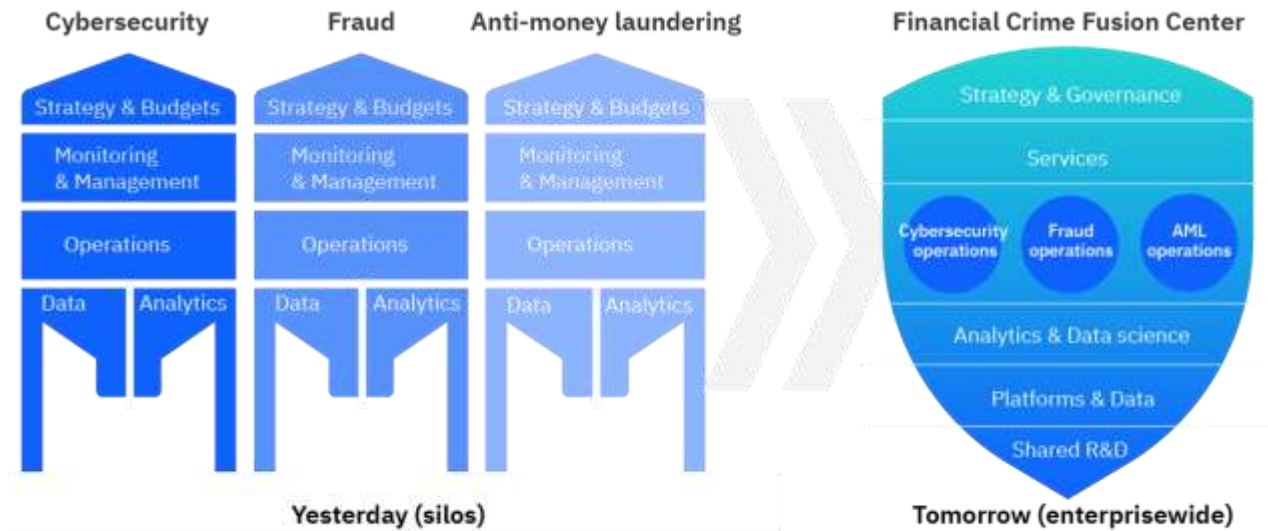 Cybersecurity
Fraud
Anti-money laundering
Financial Crime Fusion Center
Strategy & Budgets
Monitoring
& Management
Operations
Data
Analytics
Strategy & Budgets
Monitoring
& Management
Operations
Data
Analytics
Strategy & Budgets
Monitoring
& Management
Operations
Data
Analytics
Strategy & Governance
Services
Cybersecurity
operations
Fraud
operations
AML
operations
Analytics & Data science
Platforms & Data
Shared R&D
Yesterday (silos)
Tomorrow (enterprisewide)